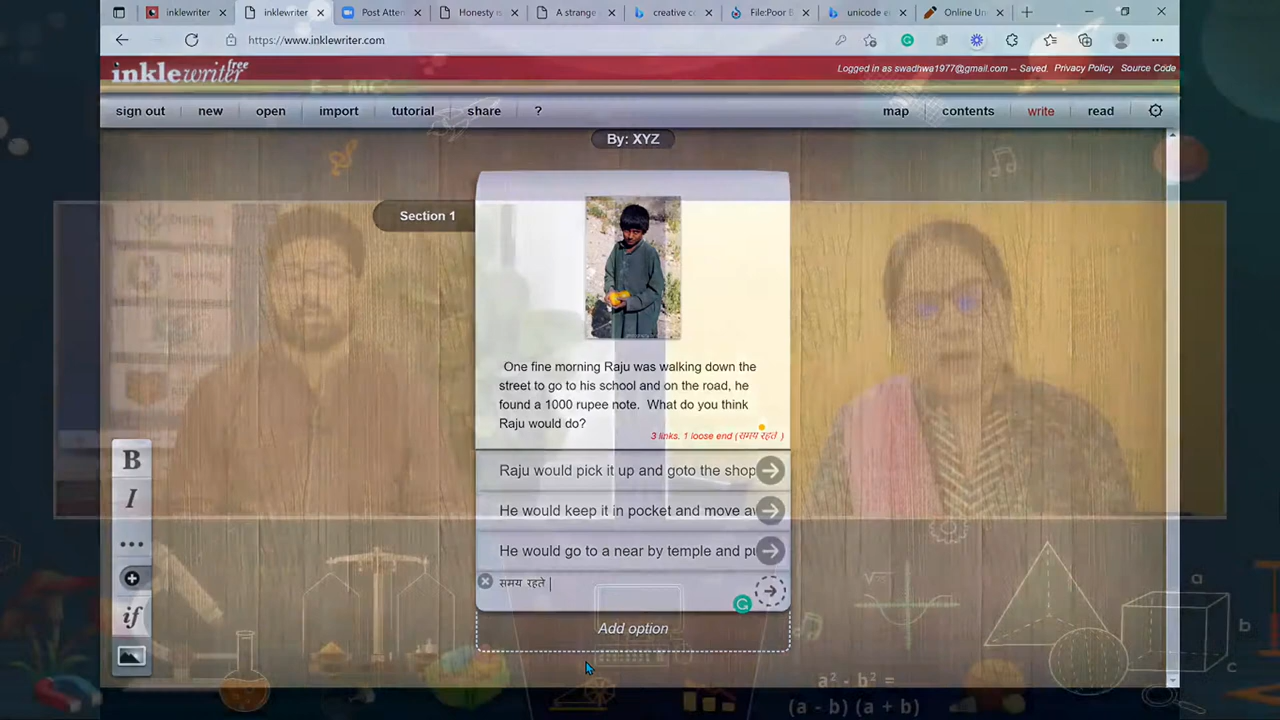 inklewriter
inklewriter
Post Atten
Honesty is
A strange
creative co
File:Poor B
unicode e
Online Un
https://www.inklewriter.com
inklewriter free
Logged in as swadhwa1977@gmail.com -- Saved. Privacy Policy Source Code
sign out new open import tutorial share ? map contents write read
By: XYZ
Section 1
One fine morning Raju was walking down the
street to go to his school and on the road, he
found a 1000 rupee note. What do you think
Raju would do?
3 links. 1 loose end (समय रहते )
Raju would pick it up and goto the shop
He would keep it in pocket and move a
He would go to a near by temple and pu
समय रहते
Add option
B
I
...
if
E = MC
a
b
c
a² - b² =
(a - b) (a + b)